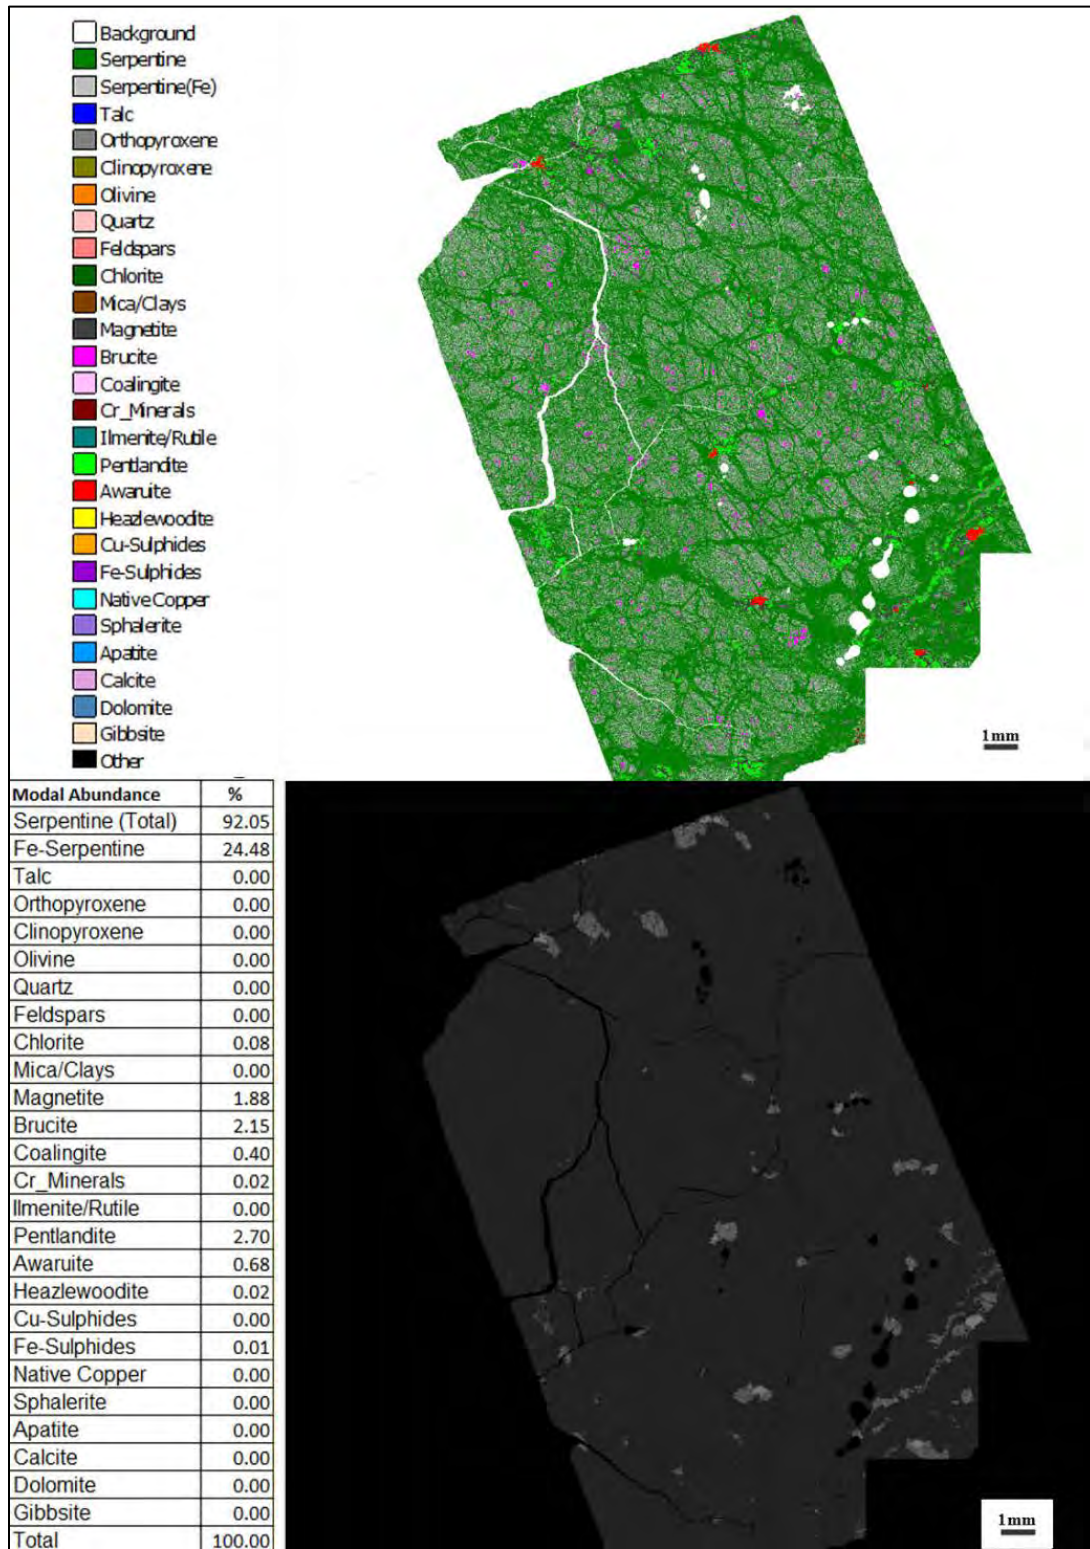 Background
Serpentine
Serpentine(Fe)
Talc
Orthopyroxene
Clinopyroxene
Olivine
Quartz
Feldspars
Chlorite
Mica/Clays
Magnetite
Brucite
Coalingite
Cr_Minerals
Ilmenite/Rutile
Pentlandite
Awaruite
Heazlewoodite
Cu-Sulphides
Fe-Sulphides
Native Copper
Sphalerite
Apatite
Calcite
Dolomite
Gibbsite
Other
1mm
Modal Abundance %
Serpentine (Total) 92.05
Fe-Serpentine 24.48
Talc 0.00
Orthopyroxene 0.00
Clinopyroxene 0.00
Olivine 0.00
Quartz 0.00
Feldspars 0.00
Chlorite 0.08
Mica/Clays 0.00
Magnetite 1.88
Brucite 2.15
Coalingite 0.40
Cr_Minerals 0.02
Ilmenite/Rutile 0.00
Pentlandite 2.70
Awaruite 0.68
Heazlewoodite 0.02
Cu-Sulphides 0.00
Fe-Sulphides 0.01
Native Copper 0.00
Sphalerite 0.00
Apatite 0.00
Calcite 0.00
Dolomite 0.00
Gibbsite 0.00
Total 100.00
1mm